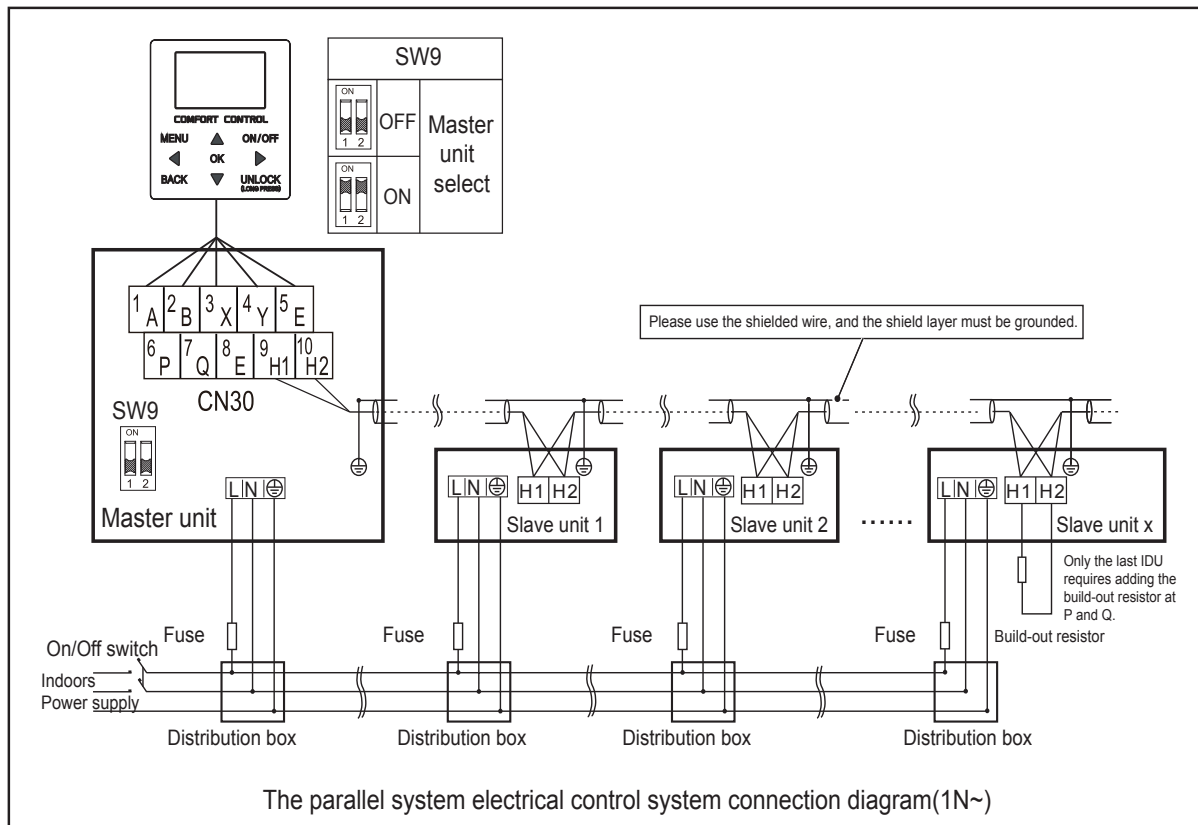 COMFORT CONTROL
MENU
ON/OFF
OK
BACK
UNLOCK
(LONG PRESS)
SW9
ON
1 2
OFF
ON
1 2
ON
Master
unit
select
1 A
2 B
3 X
4 Y
5 E
6 P
7 Q
8 E
9 H1
10 H2
CN30
SW9
ON
1 2
L N
Master unit
Please use the shielded wire, and the shield layer must be grounded.
L N
H1 H2
Slave unit 1
L N
H1 H2
Slave unit 2
......
L N
H1 H2
Slave unit x
Only the last IDU
requires adding the
build-out resistor at
P and Q.
Build-out resistor
Fuse
Fuse
Fuse
Fuse
On/Off switch
Indoors
Power supply
Distribution box
Distribution box
Distribution box
Distribution box
The parallel system electrical control system connection diagram(1N~)